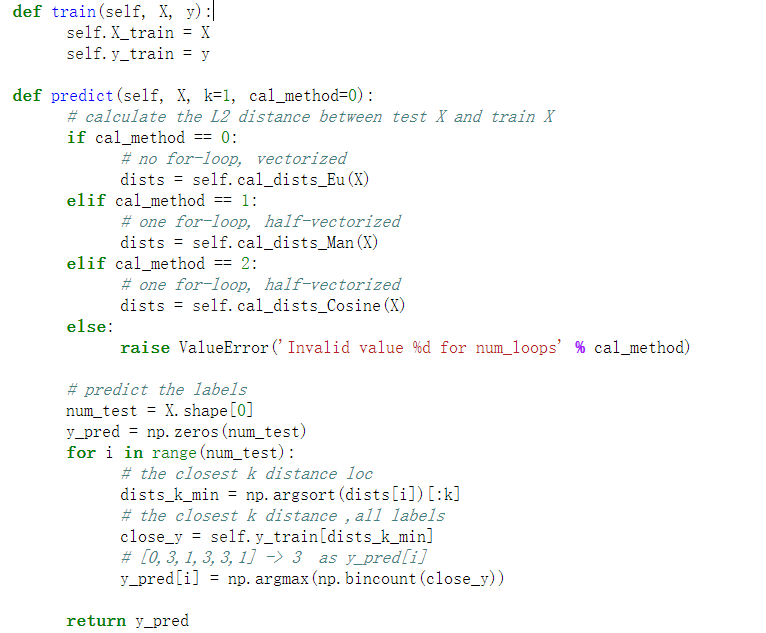 def train(self, X, y):
    self.X_train = X
    self.y_train = y

def predict(self, X, k=1, cal_method=0):
    # calculate the L2 distance between test X and train X
    if cal_method == 0:
        # no for-loop, vectorized
        dists = self.cal_dists_Eu(X)
    elif cal_method == 1:
        # one for-loop, half-vectorized
        dists = self.cal_dists_Man(X)
    elif cal_method == 2:
        # one for-loop, half-vectorized
        dists = self.cal_dists_Cosine(X)
    else:
        raise ValueError('Invalid value %d for num_loops' % cal_method)

    # predict the labels
    num_test = X.shape[0]
    y_pred = np.zeros(num_test)
    for i in range(num_test):
        # the closest k distance loc
        dists_k_min = np.argsort(dists[i])[:k]
        # the closest k distance ,all labels
        close_y = self.y_train[dists_k_min]
        # [0,3,1,3,3,1] -> 3  as y_pred[i]
        y_pred[i] = np.argmax(np.bincount(close_y))

    return y_pred